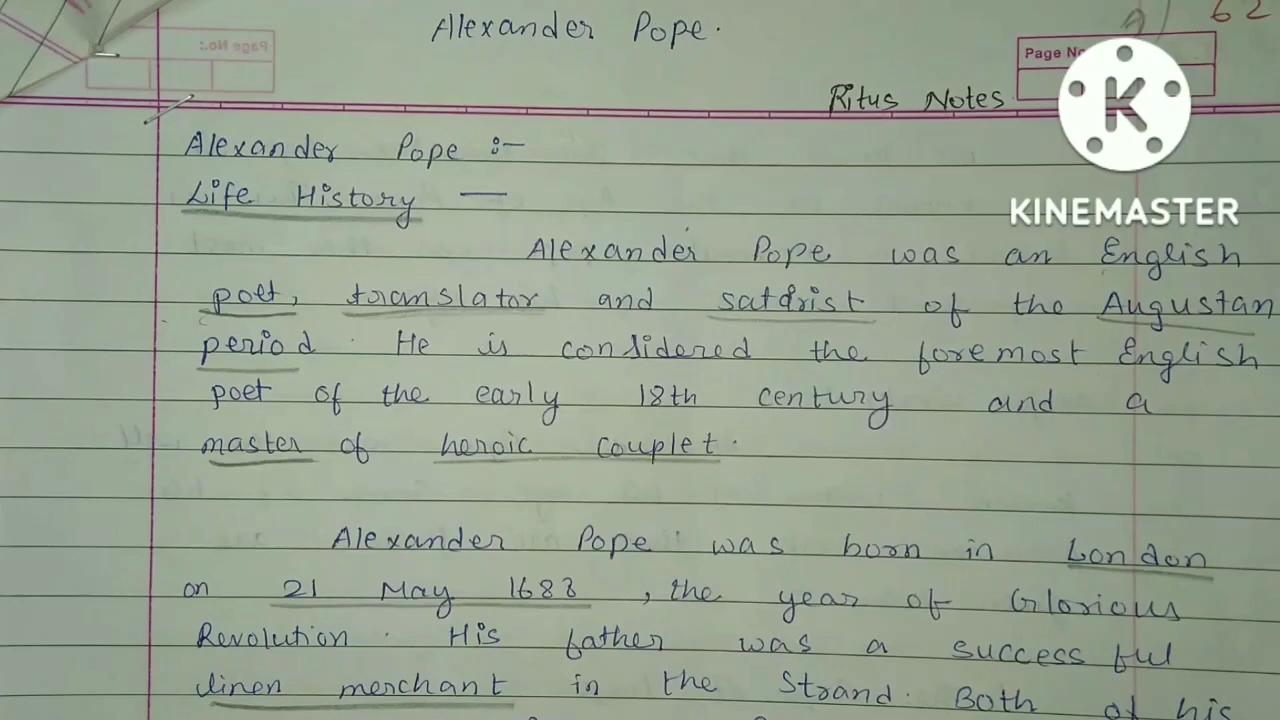 Alexander Pope.
62
Page No.:
Page No
Ritus Notes
KINEMASTER
Alexander Pope :-
Life History —
Alexander Pope was an English
poet, translator and satirist of the Augustan
period. He is considered the foremost English
poet of the early 18th century and a
master of heroic couplet.
Alexander Pope was born in London
on 21 May 1688, the year of Glorious
Revolution. His father was a successful
linen merchant in the Strand. Both of his